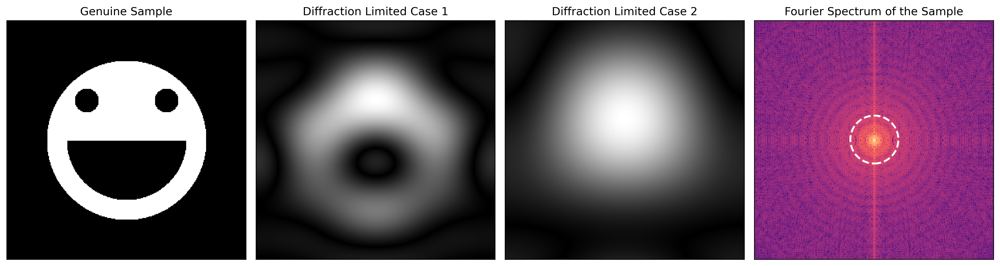 Genuine Sample
Diffraction Limited Case 1
Diffraction Limited Case 2
Fourier Spectrum of the Sample